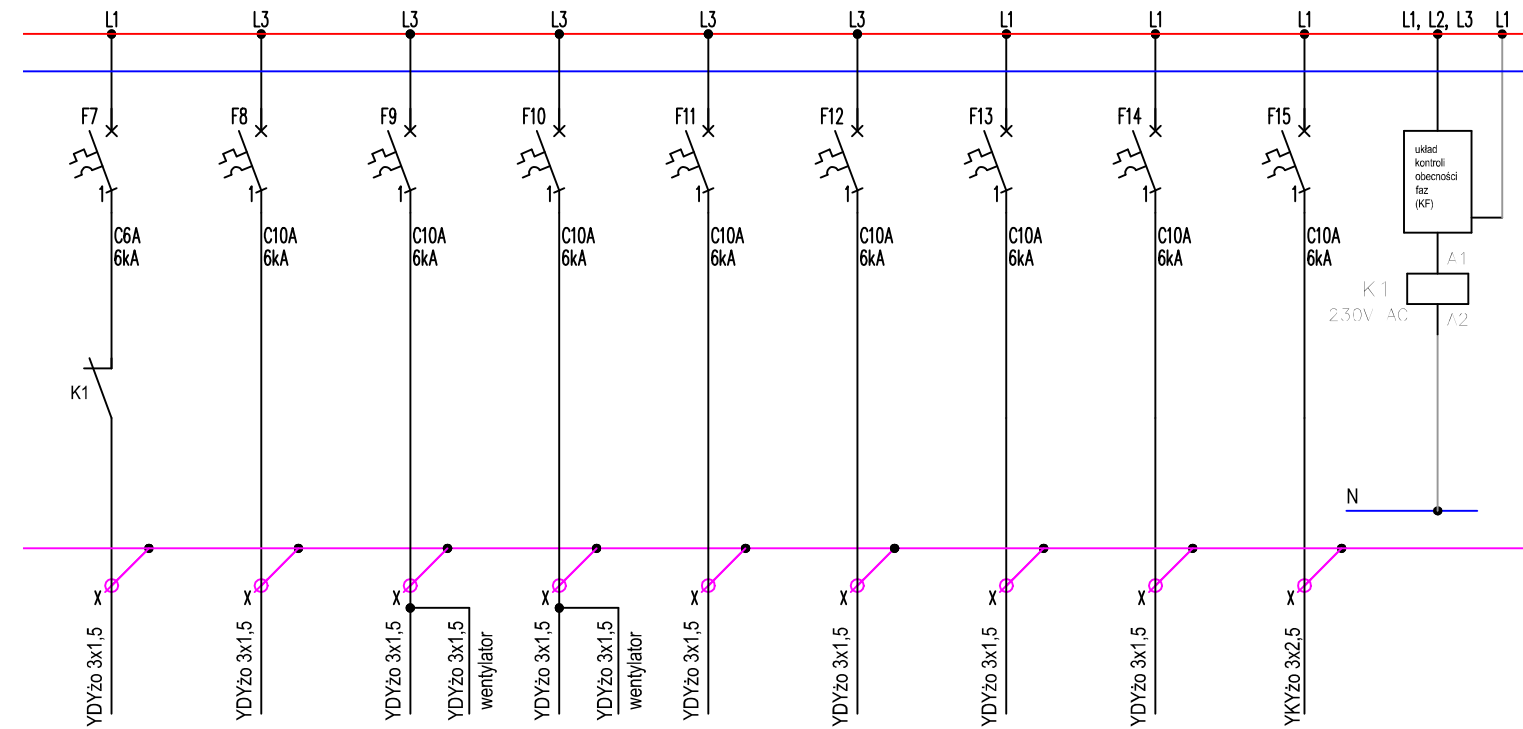 L1 L3 L3 L3 L3 L3 L1 L1 L1 L1, L2, L3 L1
F7 F8 F9 F10 F11 F12 F13 F14 F15
układ
kontroli
obecności
faz
(KF)
1 1 1 1 1 1 1 1 1
C6A C10A C10A C10A C10A C10A C10A C10A C10A
6kA 6kA 6kA 6kA 6kA 6kA 6kA 6kA 6kA
A1
K1
230V AC
A2
K1
N
X X X X X X X X X
YDYżo 3x1,5
YDYżo 3x1,5
YDYżo 3x1,5
YDYżo 3x1,5
wentylator
YDYżo 3x1,5
YDYżo 3x1,5
wentylator
YDYżo 3x1,5
YDYżo 3x1,5
YDYżo 3x1,5
YDYżo 3x1,5
YKYżo 3x2,5